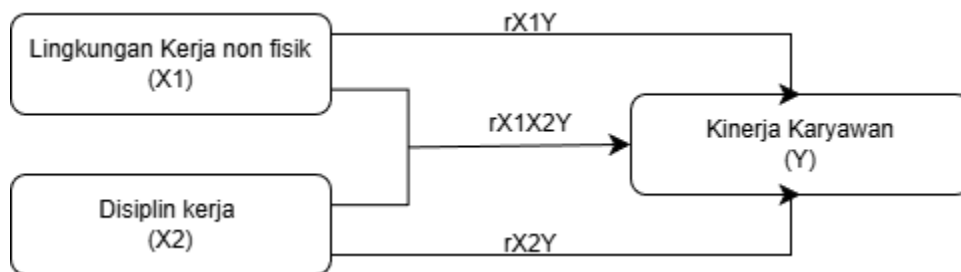 rX1Y
Lingkungan Kerja non fisik
(X1)
rX1X2Y
Kinerja Karyawan
(Y)
Disiplin kerja
(X2)
rX2Y